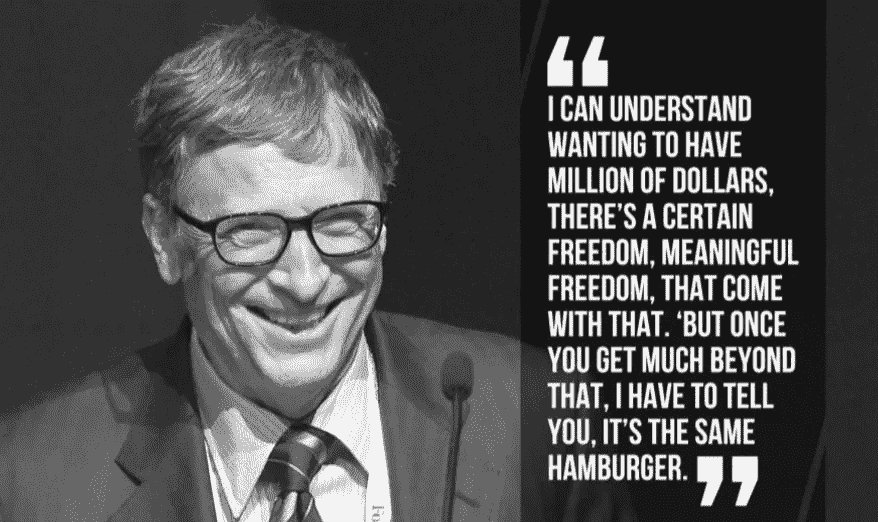 “
I CAN UNDERSTAND
WANTING TO HAVE
MILLION OF DOLLARS,
THERE’S A CERTAIN
FREEDOM, MEANINGFUL
FREEDOM, THAT COME
WITH THAT. ‘BUT ONCE
YOU GET MUCH BEYOND
THAT, I HAVE TO TELL
YOU, IT’S THE SAME
HAMBURGER. ”